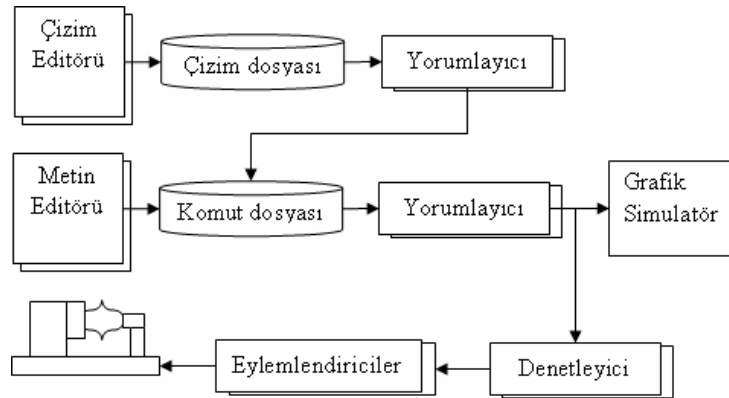 Çizim
Editörü
Çizim dosyası
Yorumlayıcı
Metin
Editörü
Komut dosyası
Yorumlayıcı
Grafik
Simulatör
Eylemlendiriciler
Denetleyici